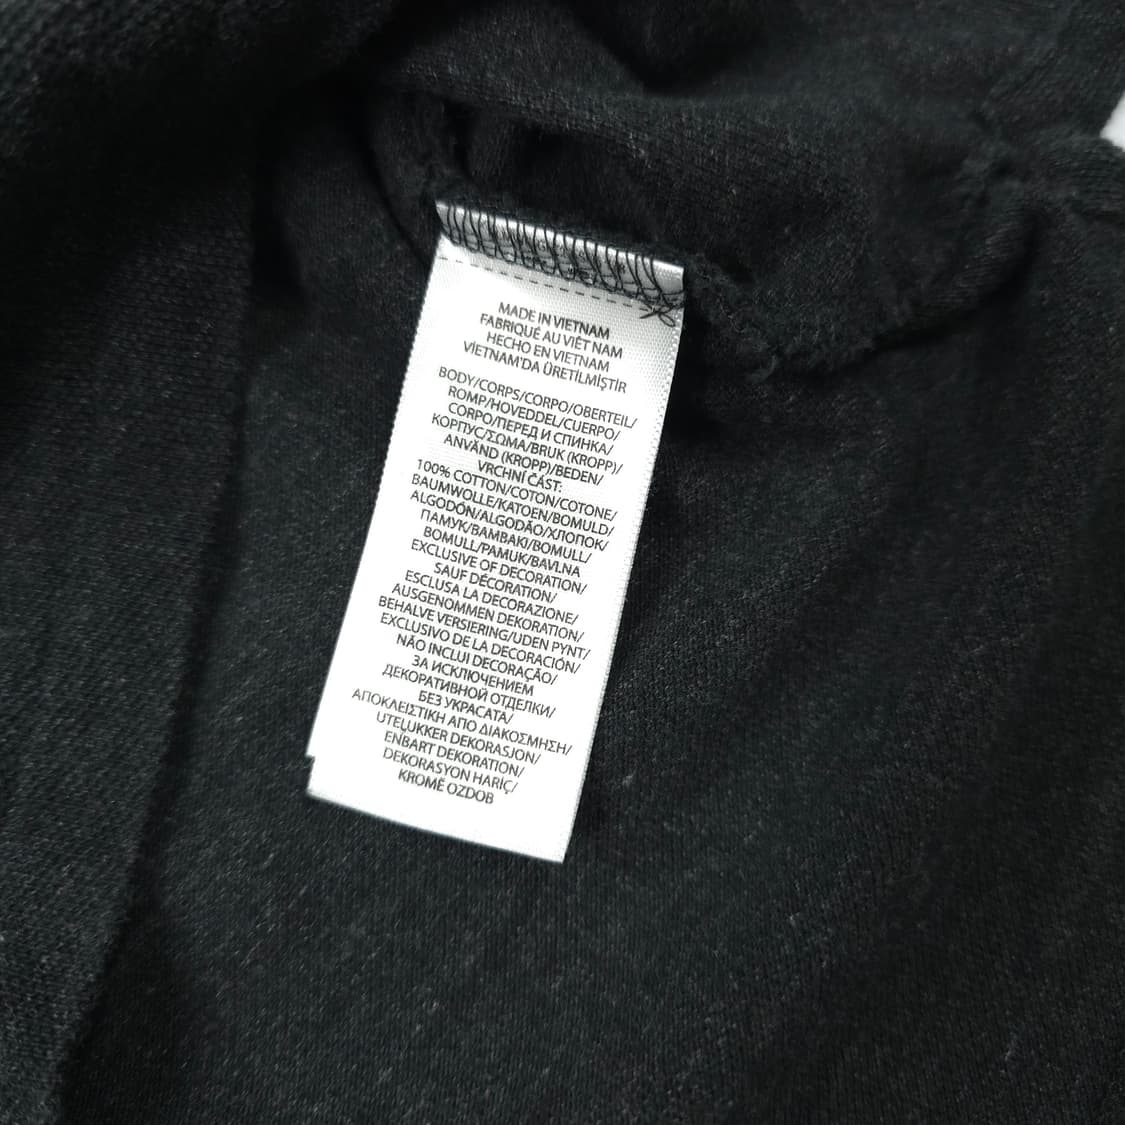 MADE IN VIETNAM
FABRIQUÉ AU VIÊT NAM
HECHO EN VIETNAM
VİETNAM'DA ÜRETİLMİŞTİR
BODY/CORPS/CORPO/OBERTEIL/
ROMP/HOVEDDEL/CUERPO/
CORPO/ПЕРЕД И СПИНКА/
КОРПУС/ΣΩΜΑ/BRUK (KROPP)/
ANVÄND (KROPP)/BEDEN/
VRCHNÍ ČÁST:
100% COTTON/COTON/COTONE/
BAUMWOLLE/KATOEN/BOMULD/
ALGODÓN/ALGODÃO/ХЛОПОК/
ПАМУК/ΒΑΜΒΑΚΙ/BOMULL/
BOMULL/PAMUK/BAVLNA
EXCLUSIVE OF DECORATION/
SAUF DÉCORATION/
ESCLUSA LA DECORAZIONE/
AUSGENOMMEN DEKORATION/
BEHALVE VERSIERING/UDEN PYNT/
EXCLUSIVO DE LA DECORACIÓN/
NÃO INCLUI DECORAÇÃO/
ЗА ИСКЛЮЧЕНИЕМ
ДЕКОРАТИВНОЙ ОТДЕЛКИ/
БЕЗ УКРАСАТА/
ΑΠΟΚΛΕΙΣΤΙΚΗ ΑΠΟ ΔΙΑΚΟΣΜΗΣΗ/
UTELUKKER DEKORASJON/
ENBART DEKORATION/
DEKORASYON HARİÇ/
KROMĚ OZDOB